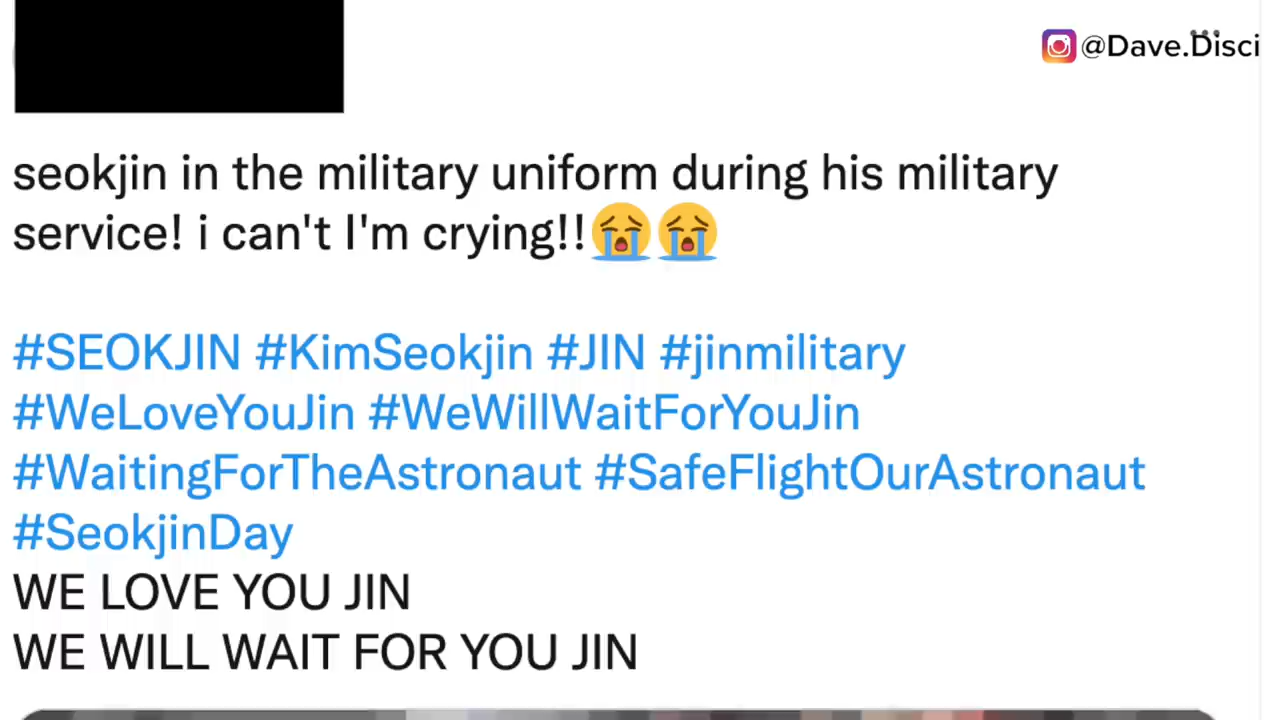 @Dave.Disci
seokjin in the military uniform during his military
service! i can't I'm crying!!😭😭
#SEOKJIN #KimSeokjin #JIN #jinmilitary
#WeLoveYouJin #WeWillWaitForYouJin
#WaitingForTheAstronaut #SafeFlightOurAstronaut
#SeokjinDay
WE LOVE YOU JIN
WE WILL WAIT FOR YOU JIN